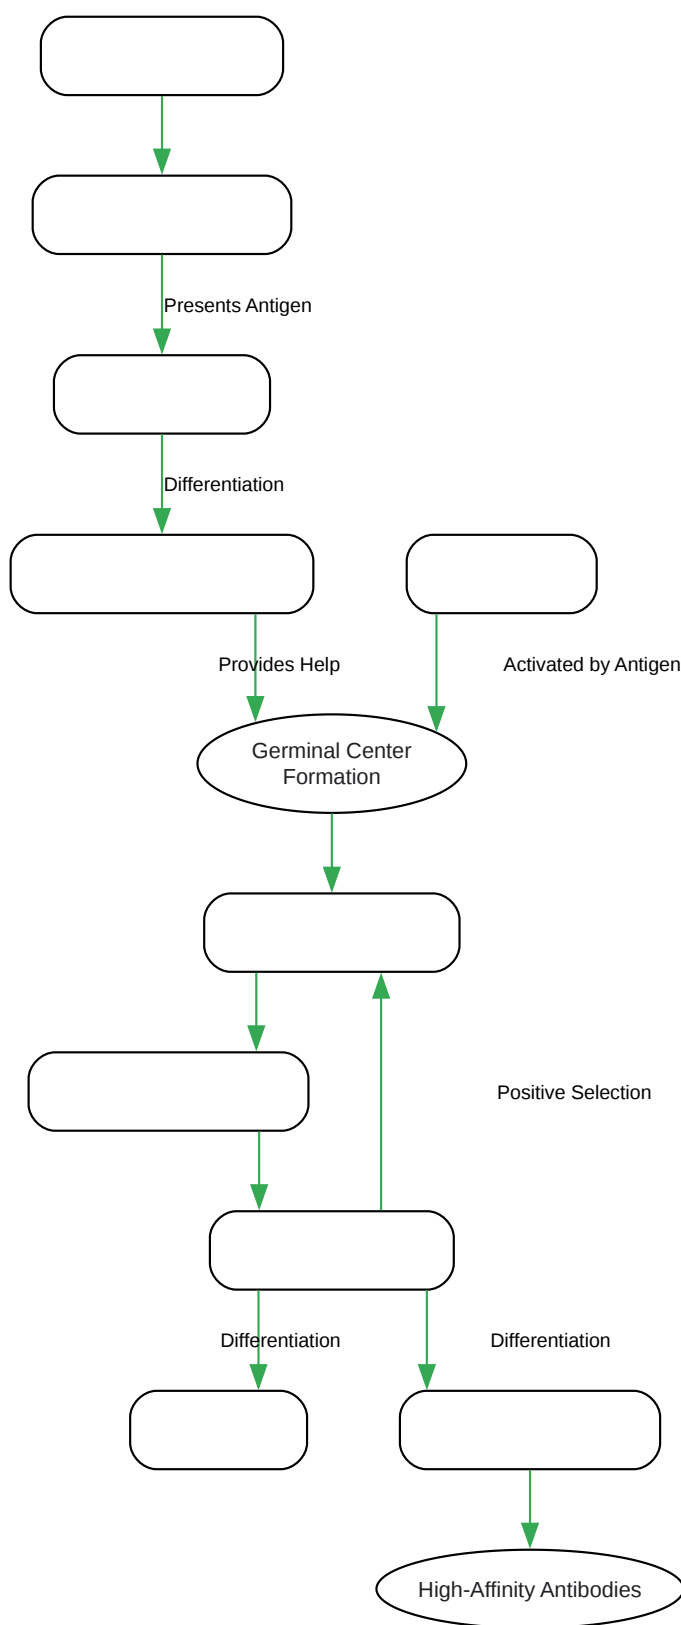 Presents Antigen
Differentiation
Provides Help
Activated by Antigen
Germinal Center
Formation
Positive Selection
Differentiation
Differentiation
High-Affinity Antibodies